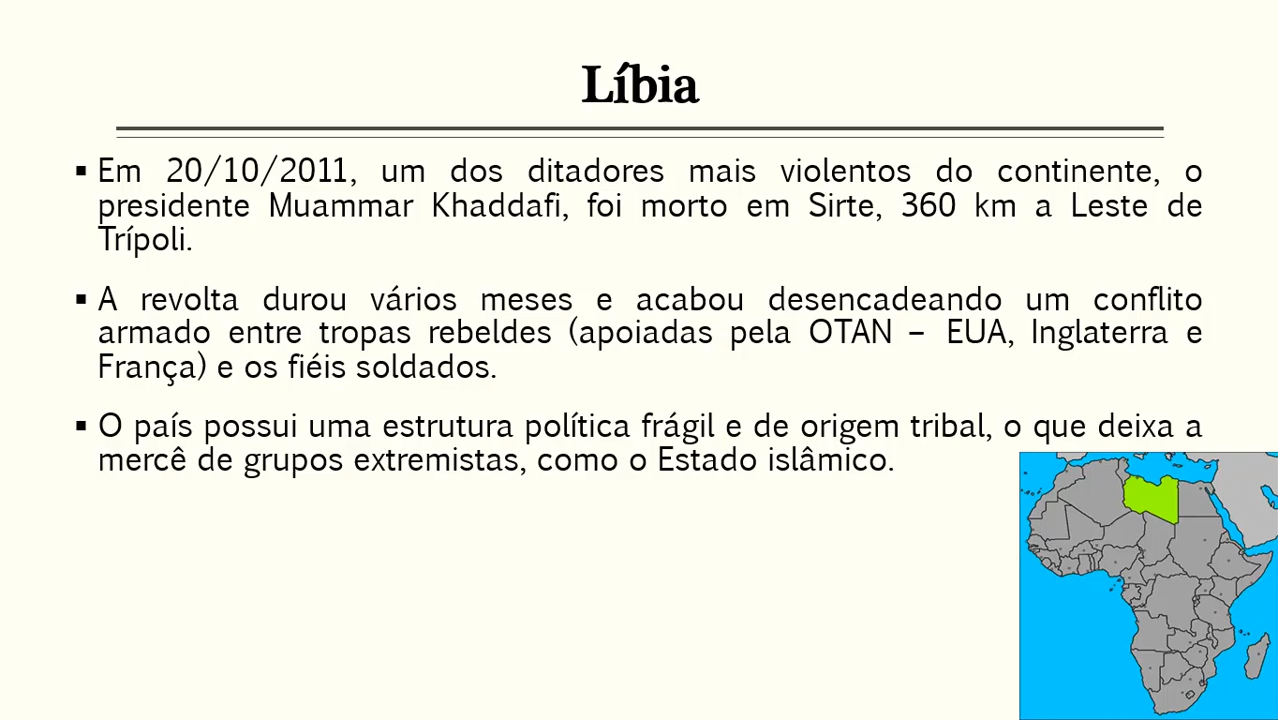 Líbia
▪ Em 20/10/2011, um dos ditadores mais violentos do continente, o
presidente Muammar Khaddafi, foi morto em Sirte, 360 km a Leste de
Trípoli.
▪ A revolta durou vários meses e acabou desencadeando um conflito
armado entre tropas rebeldes (apoiadas pela OTAN – EUA, Inglaterra e
França) e os fiéis soldados.
▪ O país possui uma estrutura política frágil e de origem tribal, o que deixa a
mercê de grupos extremistas, como o Estado islâmico.